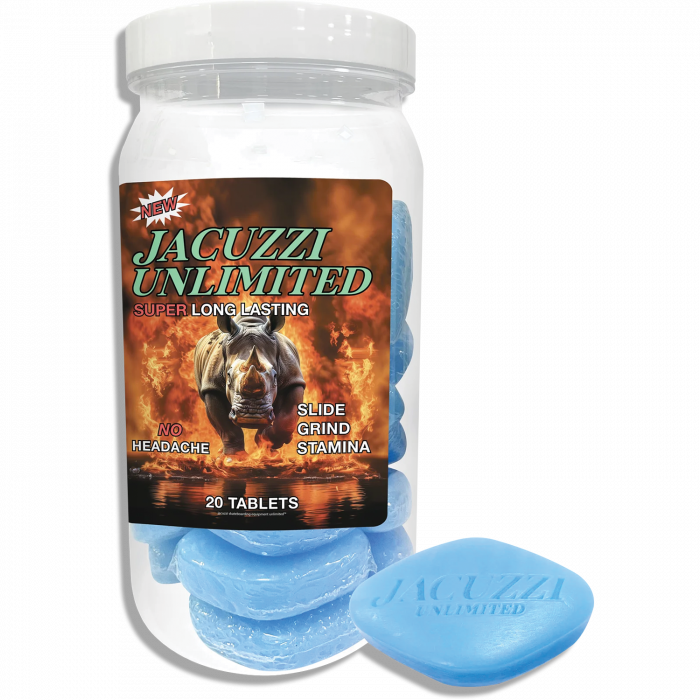 NEW
JACUZZI
UNLIMITED
SUPER LONG LASTING
NO
HEADACHE
SLIDE
GRIND
STAMINA
20 TABLETS
JACUZZI
UNLIMITED